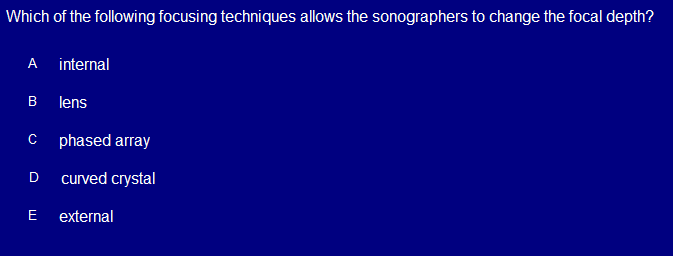 Which of the following focusing techniques allows the sonographers to change the focal depth?
A internal
B lens
C phased array
D curved crystal
E external